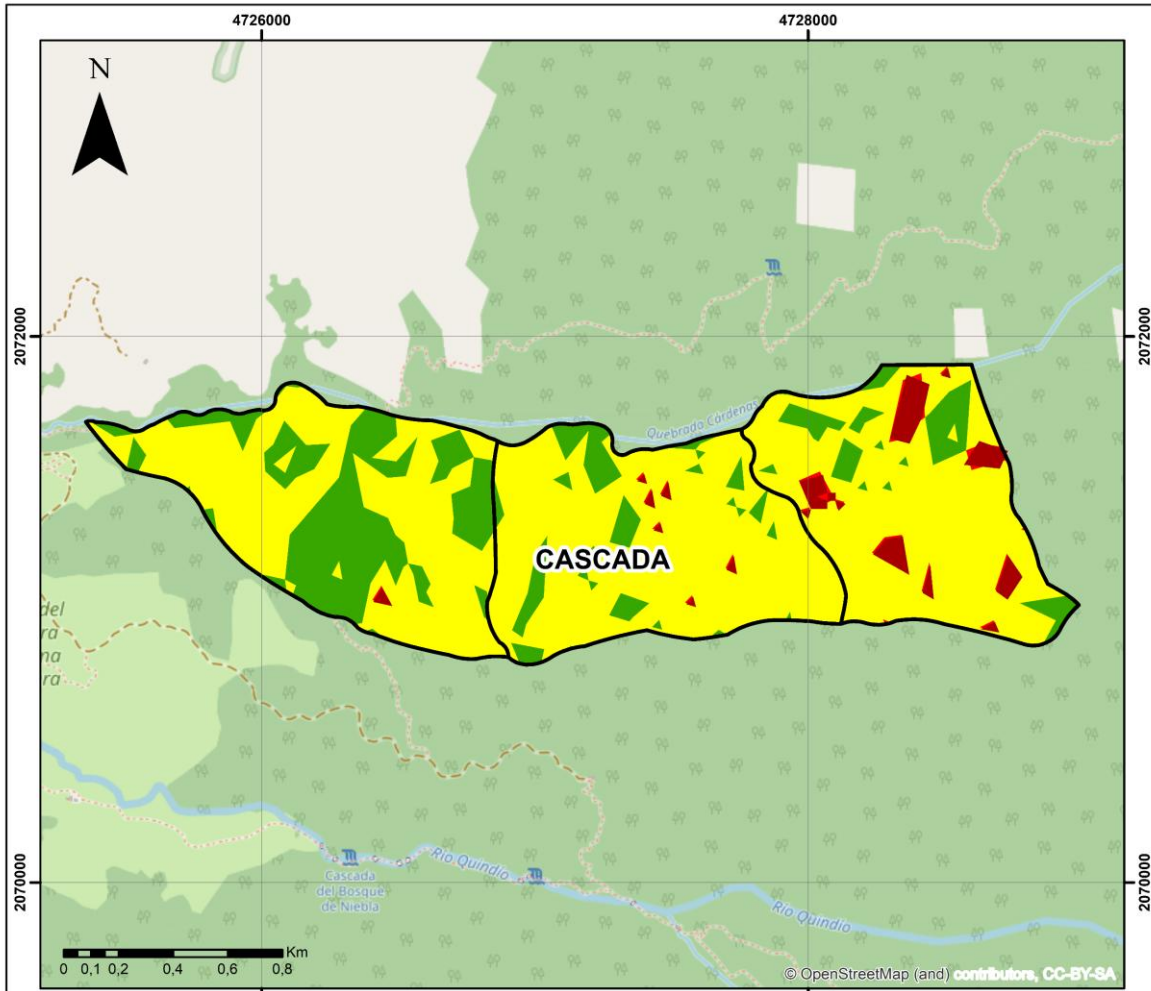 4726000
4728000
N
2072000
2072000
Quebrada Cárdenas
CASCADA
del
ra
ma
ra
Río Quindío
Cascada
del Bosque
de Niebla
Río Quindío
2070000
2070000
Km
0 0,1 0,2 0,4 0,6 0,8
© OpenStreetMap (and) contributors, CC-BY-SA